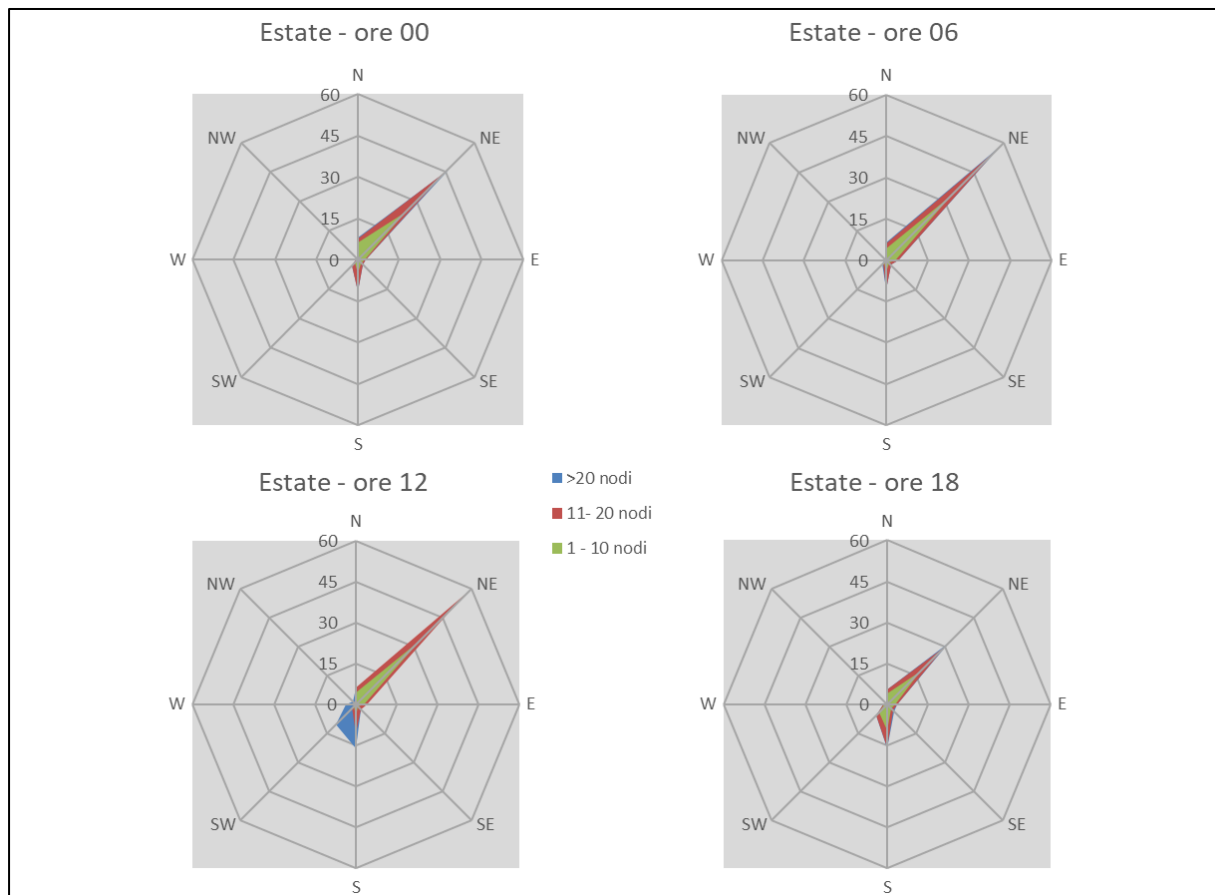 Estate - ore 00
N
60
NW
NE
45
30
15
W
0
E
SW
SE
S
Estate - ore 06
N
60
NW
NE
45
30
15
W
0
E
SW
SE
S
>20 nodi
11- 20 nodi
1 - 10 nodi
Estate - ore 12
N
60
NW
NE
45
30
15
W
0
E
SW
SE
S
Estate - ore 18
N
60
NW
NE
45
30
15
W
0
E
SW
SE
S